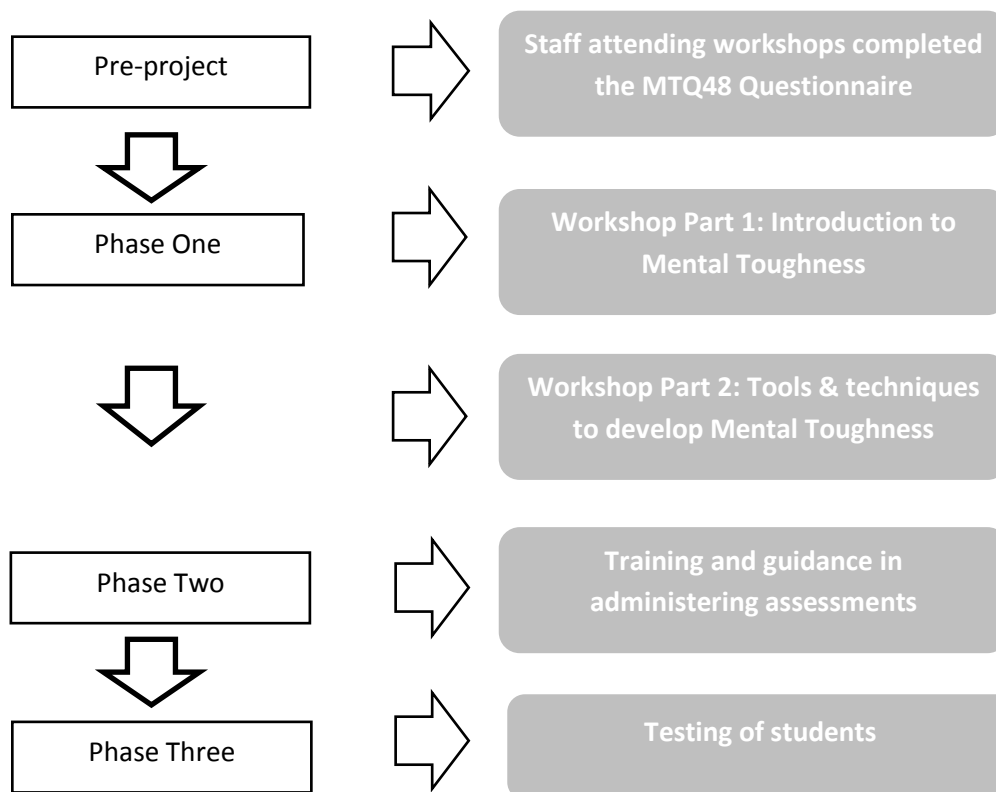 Pre-project
Staff attending workshops completed
the MTQ48 Questionnaire
Phase One
Workshop Part 1: Introduction to
Mental Toughness
Workshop Part 2: Tools & techniques
to develop Mental Toughness
Phase Two
Training and guidance in
administering assessments
Phase Three
Testing of students